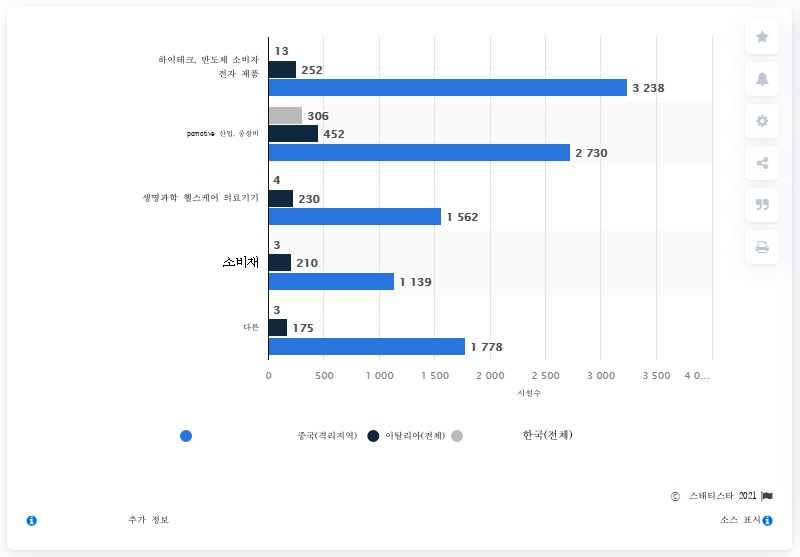 13
하이테크, 반도체 소비자
전자 제품
252
3 238
306
452
산업, 중장비
2 730
4
생명과학 헬스케어 의료기기
230
1 562
3
소비재
210
1 139
3
다른
175
1 778
0 500 1 000 1 500 2 000 2 500 3 000 3 500 4 0...
시설수
중국(격리지역) 이탈리아(전체) 한국(전체)
© 스태티스타 2021
추가 정보
소스 표시